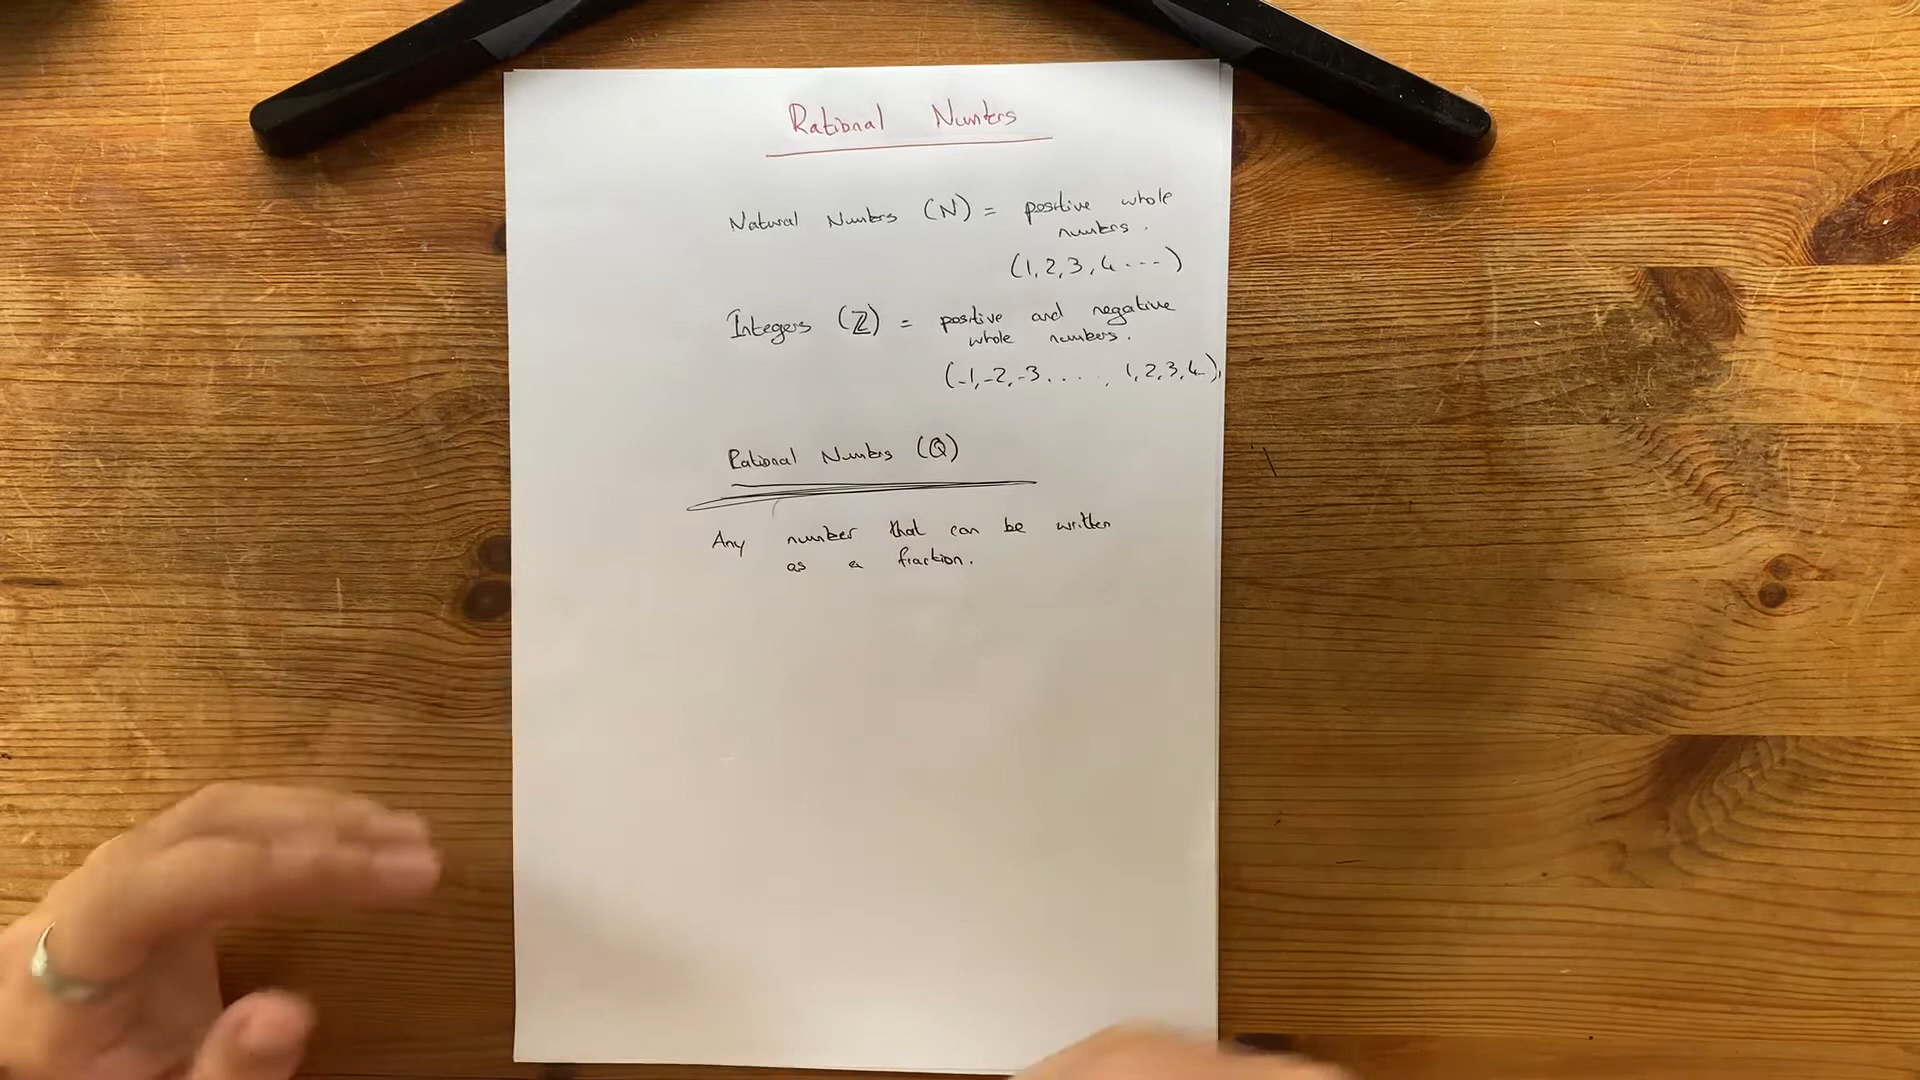 Rational Numbers
Natural Numbers (N) = positive whole
numbers.
(1,2,3,4....)
Integers (ℤ) = positive and negative
whole numbers.
(-1,-2,-3....., 1,2,3,4-),
Rational Numbers (ℚ)
Any number that can be written
as a fraction.